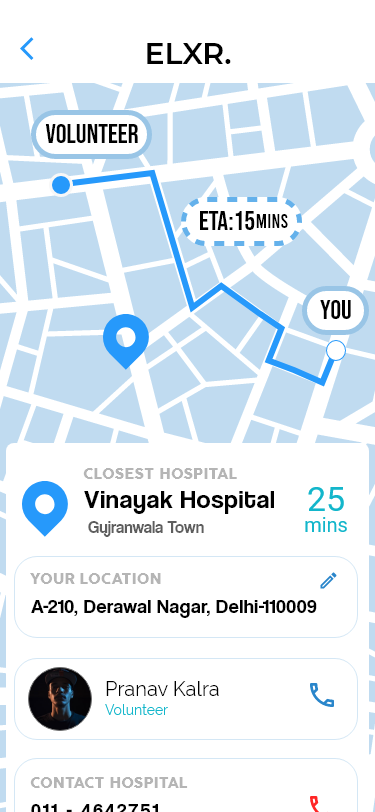 ELXR.
VOLUNTEER
ETA:15MINS
YOU
CLOSEST HOSPITAL
Vinayak Hospital
25
Gujranwala Town
mins
YOUR LOCATION
A-210, Derawal Nagar, Delhi-110009
Pranav Kalra
Volunteer
CONTACT HOSPITAL
011 - 4642751